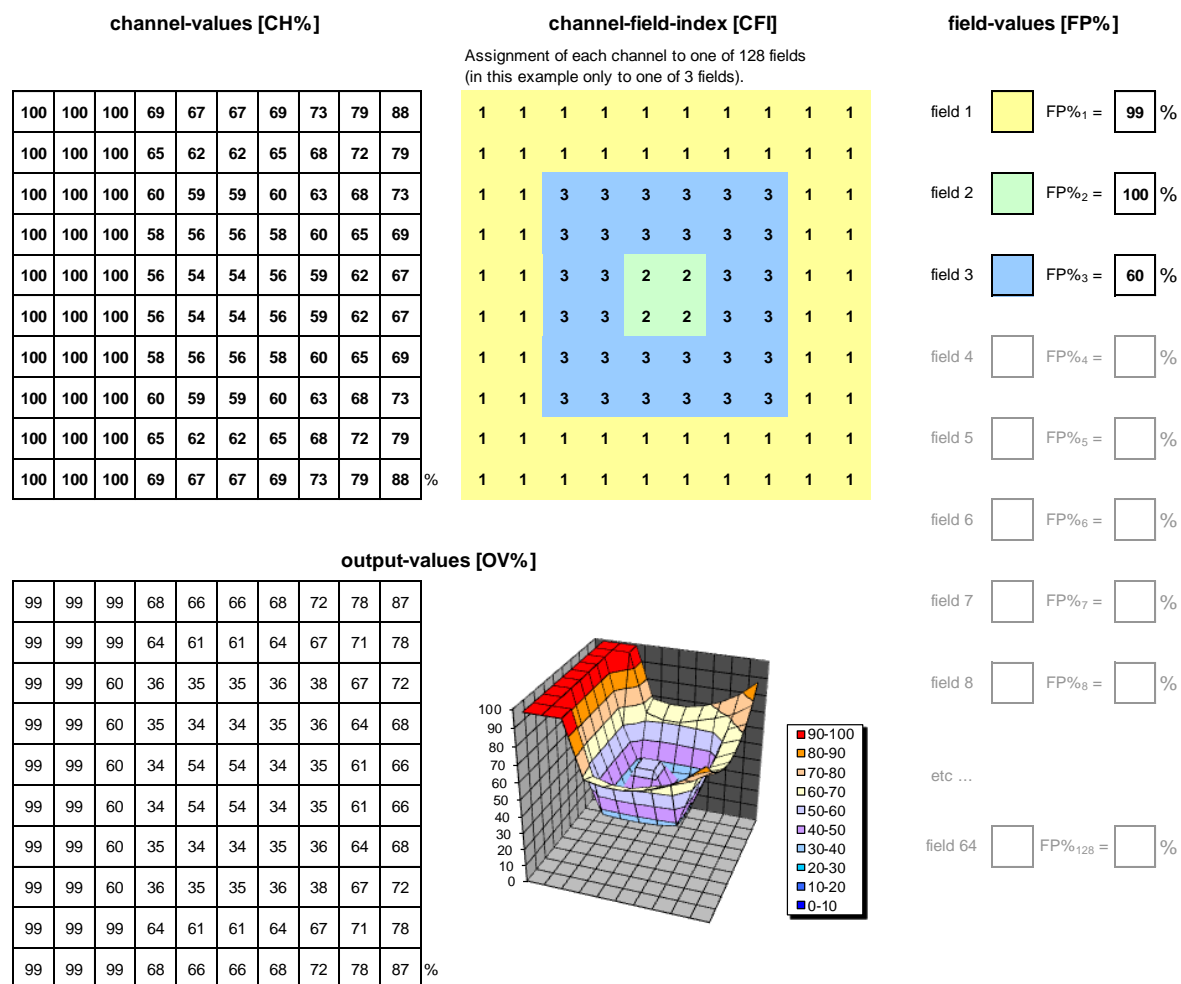 channel-values [CH%]
channel-field-index [CFI]
field-values [FP%]
Assignment of each channel to one of 128 fields
(in this example only to one of 3 fields).
100 100 100 69 67 67 69 73 79 88
100 100 100 65 62 62 65 68 72 79
100 100 100 60 59 59 60 63 68 73
100 100 100 58 56 56 58 60 65 69
100 100 100 56 54 54 56 59 62 67
100 100 100 56 54 54 56 59 62 67
100 100 100 58 56 56 58 60 65 69
100 100 100 60 59 59 60 63 68 73
100 100 100 65 62 62 65 68 72 79
100 100 100 69 67 67 69 73 79 88 %
1 1 1 1 1 1 1 1 1 1
1 1 1 1 1 1 1 1 1 1
1 1 3 3 3 3 3 3 1 1
1 1 3 3 3 3 3 3 1 1
1 1 3 3 2 2 3 3 1 1
1 1 3 3 2 2 3 3 1 1
1 1 3 3 3 3 3 3 1 1
1 1 3 3 3 3 3 3 1 1
1 1 1 1 1 1 1 1 1 1
1 1 1 1 1 1 1 1 1 1
field 1 FP%₁ = 99 %
field 2 FP%₂ = 100 %
field 3 FP%₃ = 60 %
field 4 FP%₄ = %
field 5 FP%₅ = %
field 6 FP%₆ = %
field 7 FP%₇ = %
field 8 FP%₈ = %
etc ...
field 64 FP%₁₂₈ = %
output-values [OV%]
99 99 99 68 66 66 68 72 78 87
99 99 99 64 61 61 64 67 71 78
99 99 60 36 35 35 36 38 67 72
99 99 60 35 34 34 35 36 64 68
99 99 60 34 54 54 34 35 61 66
99 99 60 34 54 54 34 35 61 66
99 99 60 35 34 34 35 36 64 68
99 99 60 36 35 35 36 38 67 72
99 99 99 64 61 61 64 67 71 78
99 99 99 68 66 66 68 72 78 87 %
100
90
80
70
60
50
40
30
20
10
0
90-100
80-90
70-80
60-70
50-60
40-50
30-40
20-30
10-20
0-10